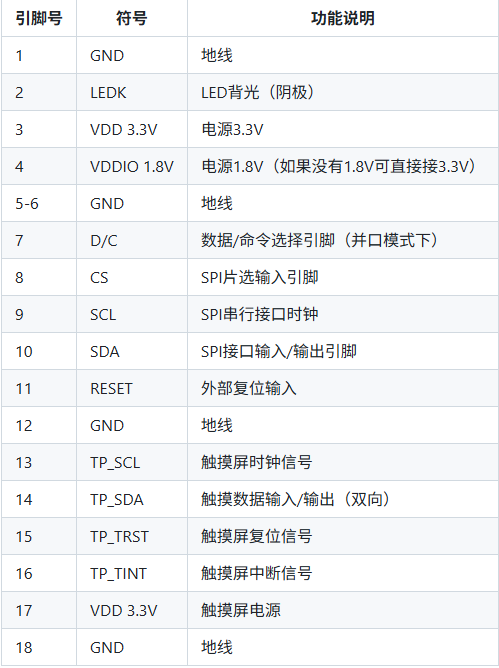 引脚号 符号 功能说明
1 GND 地线
2 LEDK LED背光（阴极）
3 VDD 3.3V 电源3.3V
4 VDDIO 1.8V 电源1.8V（如果没有1.8V可直接接3.3V）
5-6 GND 地线
7 D/C 数据/命令选择引脚（并口模式下）
8 CS SPI片选输入引脚
9 SCL SPI串行接口时钟
10 SDA SPI接口输入/输出引脚
11 RESET 外部复位输入
12 GND 地线
13 TP_SCL 触摸屏时钟信号
14 TP_SDA 触摸数据输入/输出（双向）
15 TP_TRST 触摸屏复位信号
16 TP_TINT 触摸屏中断信号
17 VDD 3.3V 触摸屏电源
18 GND 地线